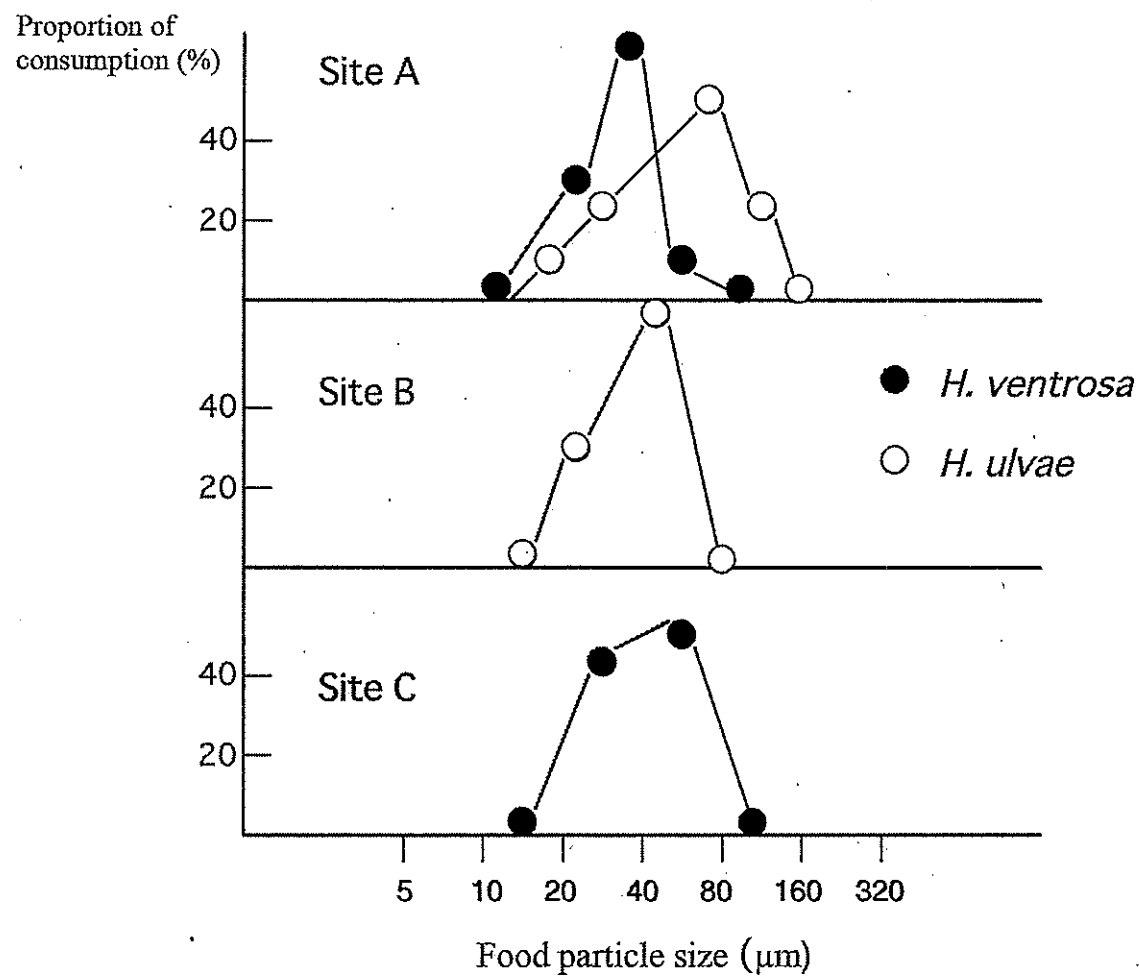 Proportion of
consumption (%)
Site A
40
20
Site B
40
20
H. ventrosa
H. ulvae
Site C
40
20
5 10 20 40 80 160 320
Food particle size (μm)